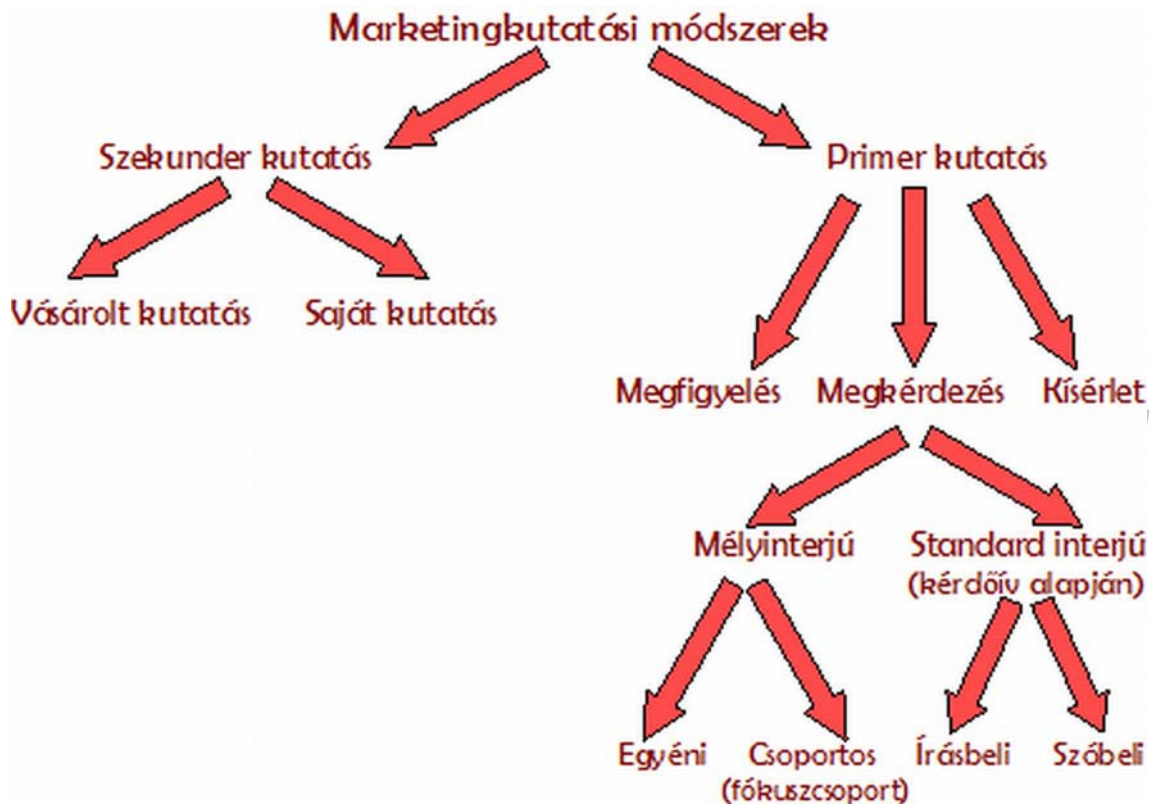 Marketingkutatási módszerek
Szekunder kutatás
Primer kutatás
Vásárolt kutatás
Saját kutatás
Megfigyelés
Megkérdezés
Kísérlet
Mélyinterjú
Standard interjú
(kérdőív alapján)
Egyéni
Csoportos
(fókuszcsoport)
Írásbeli
Szóbeli